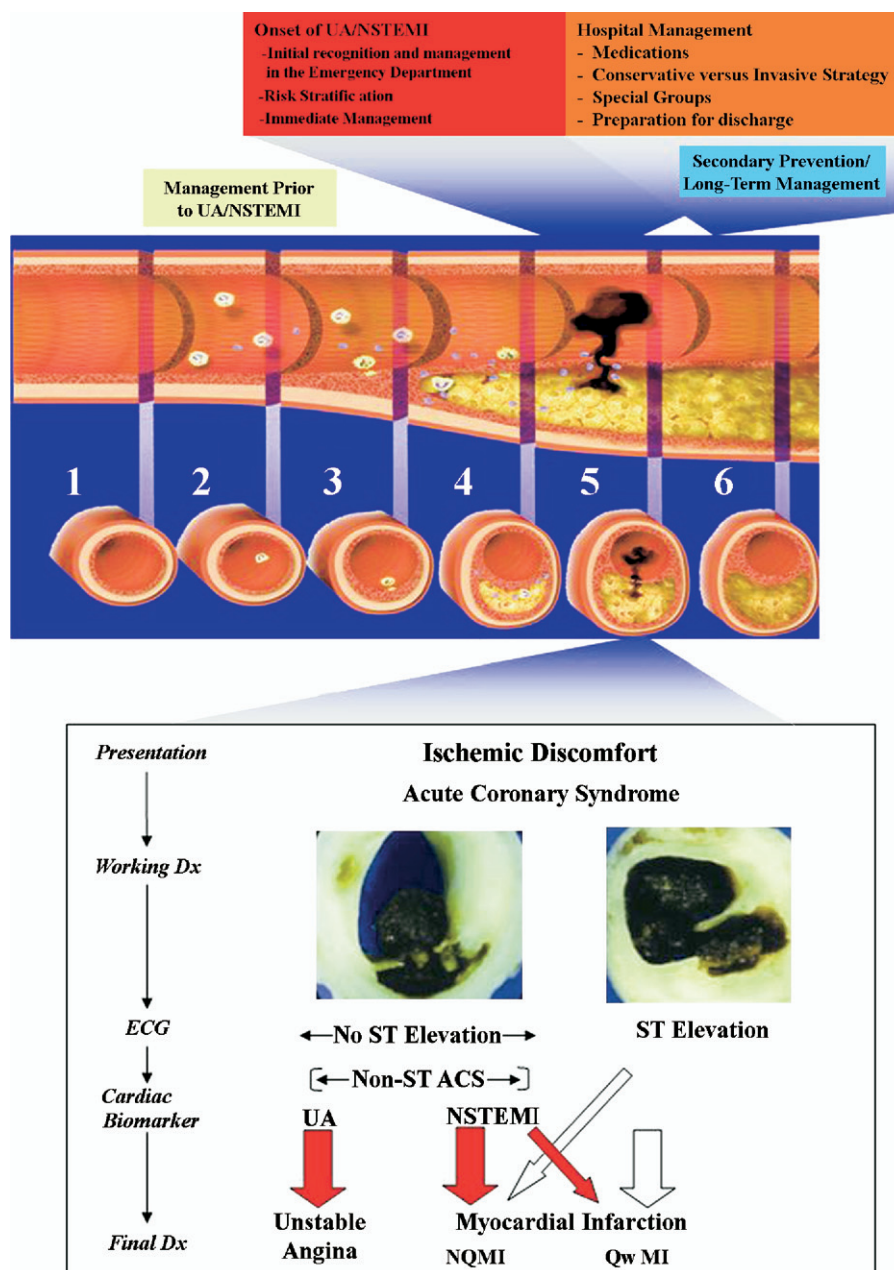 Onset of UA/NSTEMI
-Initial recognition and management
in the Emergency Department
-Risk Stratific ation
-Immediate Management
Hospital Management
- Medications
- Conservative versus Invasive Strategy
- Special Groups
- Preparation for discharge
Secondary Prevention/
Long-Term Management
Management Prior
to UA/NSTEMI
1 2 3 4 5 6
Presentation
Ischemic Discomfort
Acute Coronary Syndrome
Working Dx
ECG
No ST Elevation
ST Elevation
Non-ST ACS
Cardiac
Biomarker
UA
NSTEMI
Unstable
Angina
Myocardial Infarction
Final Dx
NQMI
Qw MI